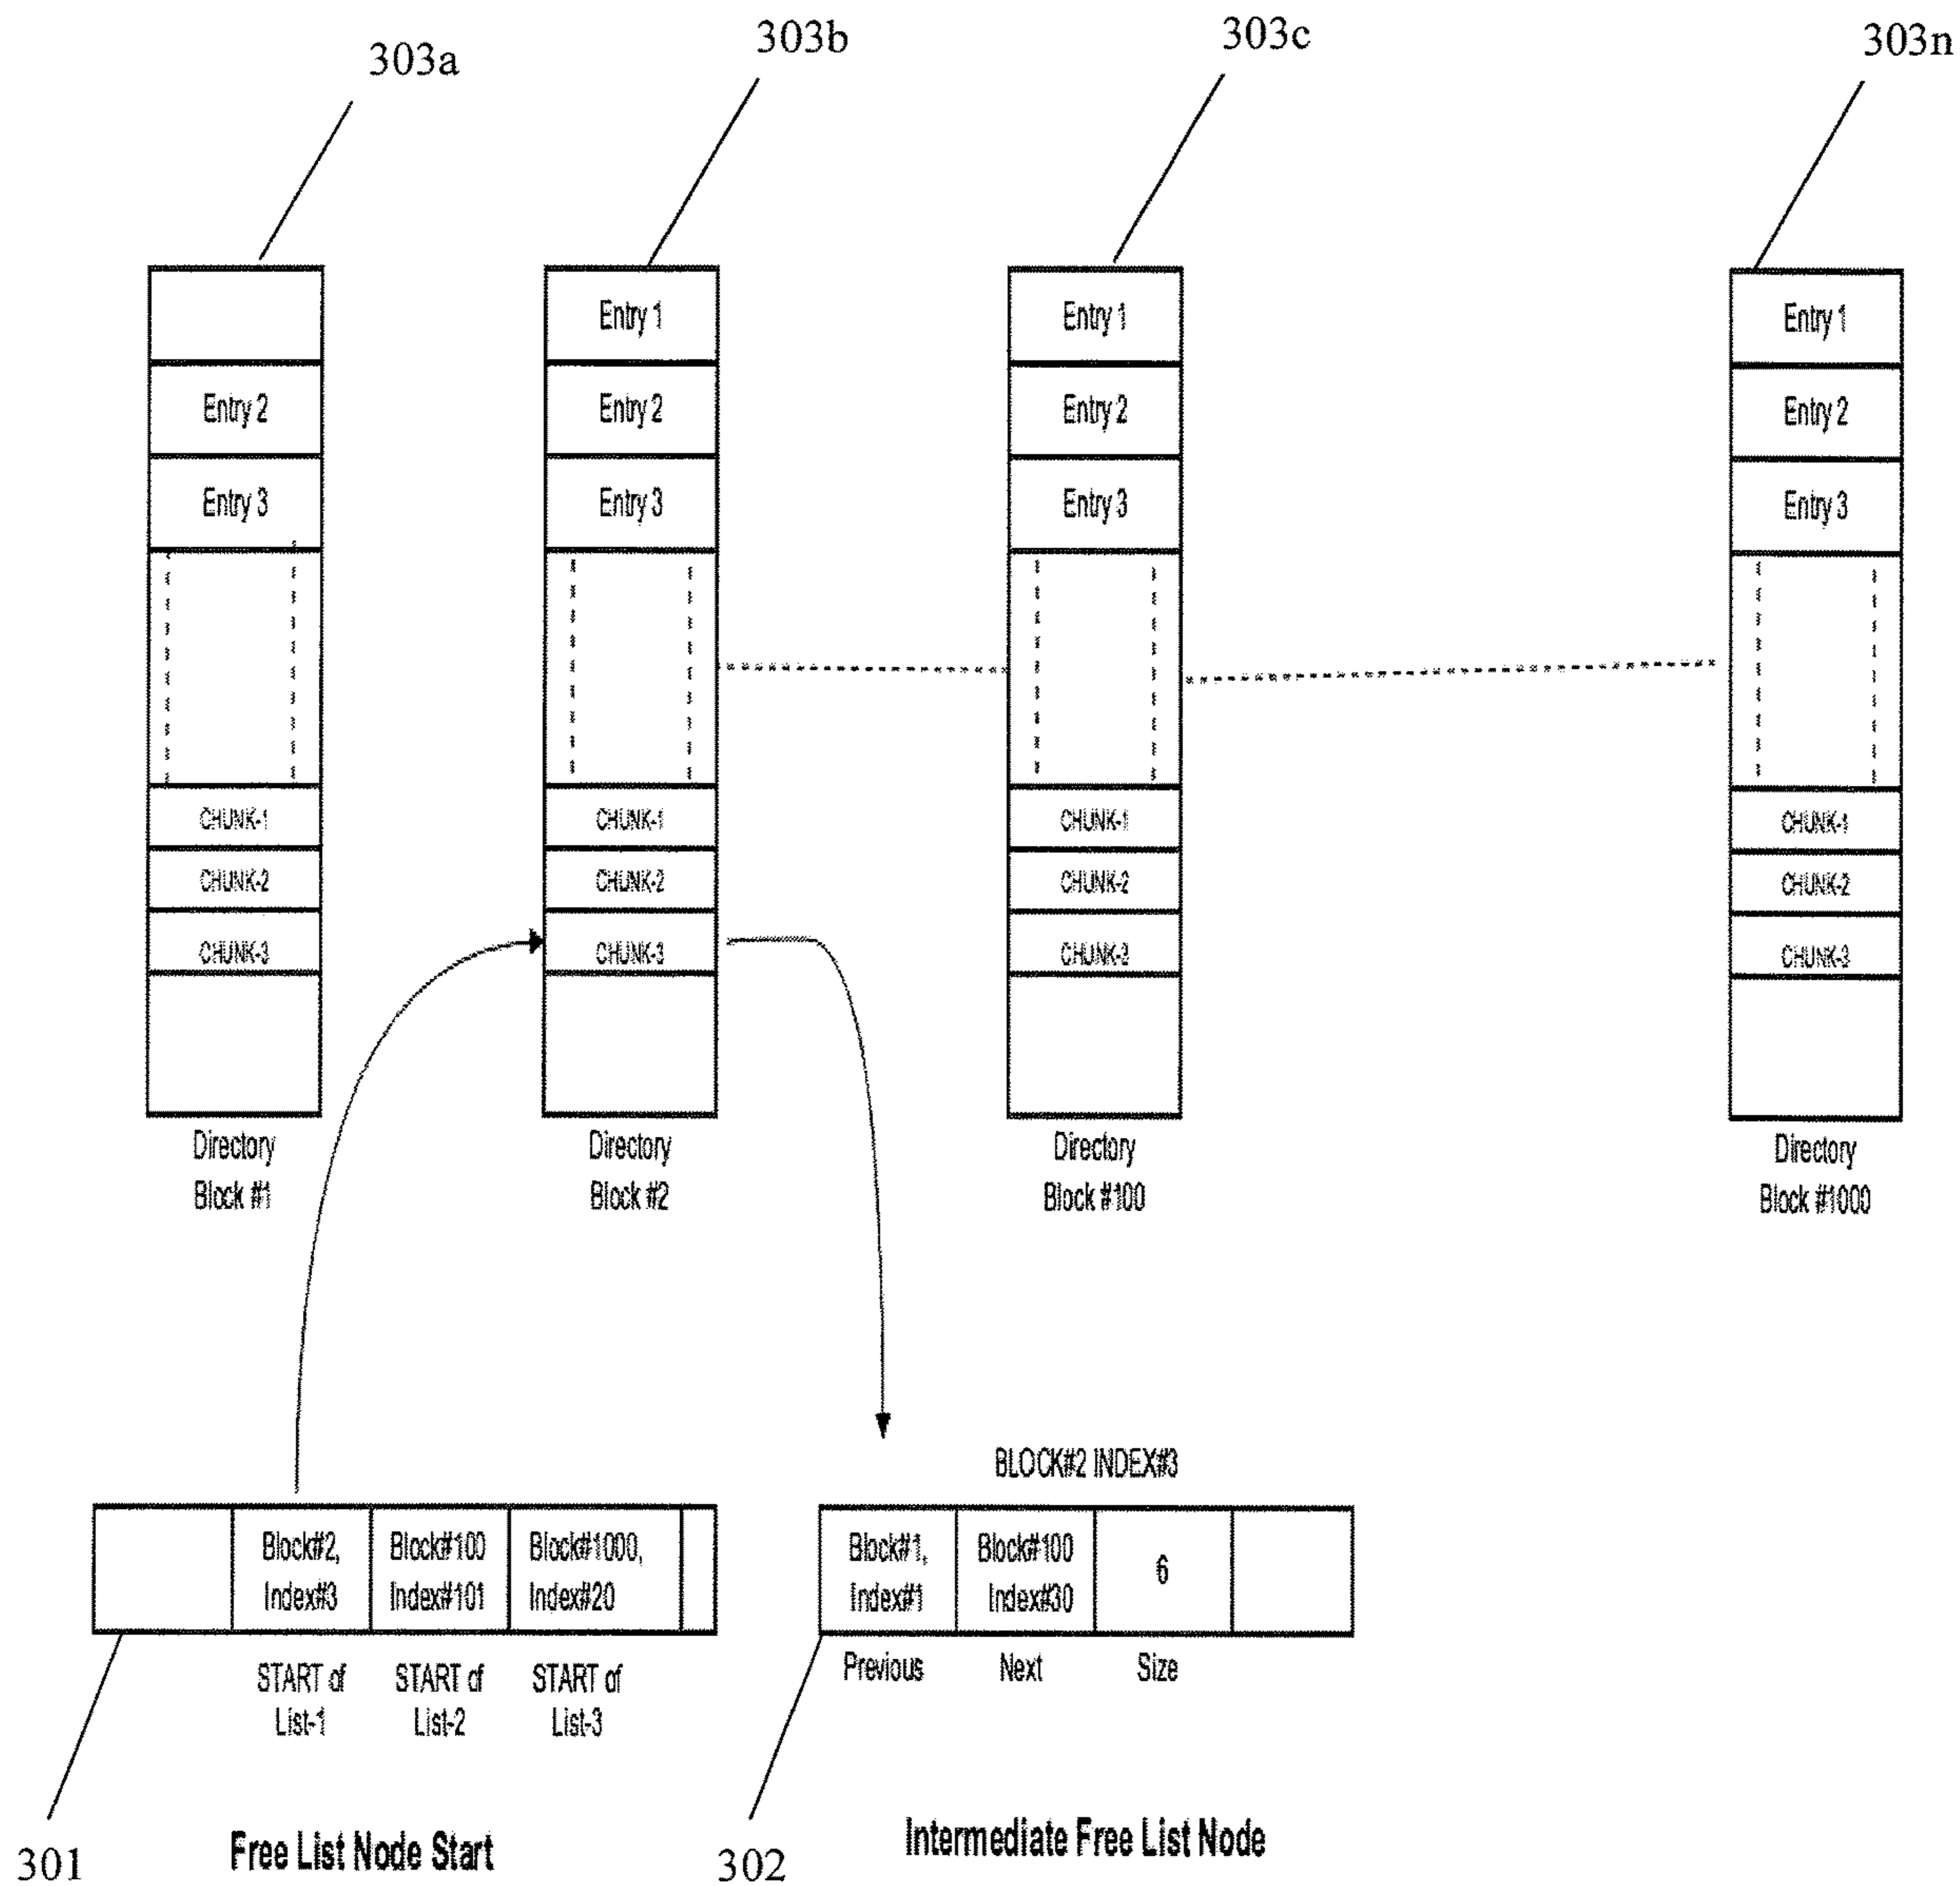 303a
303b
303c
303n
Entry 2
Entry 3
CHUNK-1
CHUNK-2
CHUNK-3
Directory
Block #1
Entry 1
Entry 2
Entry 3
CHUNK-1
CHUNK-2
CHUNK-3
Directory
Block #2
Entry 1
Entry 2
Entry 3
CHUNK-1
CHUNK-2
CHUNK-3
Directory
Block #100
Entry 1
Entry 2
Entry 3
CHUNK-1
CHUNK-2
CHUNK-3
Directory
Block #1000
Block#2,
Index#3
Block#100
Index#101
Block#1000,
Index#20
START of
List-1
START of
List-2
START of
List-3
301
Free List Node Start
BLOCK#2 INDEX#3
Block#1,
Index#1
Block#100
Index#30
6
Previous
Next
Size
302
Intermediate Free List Node